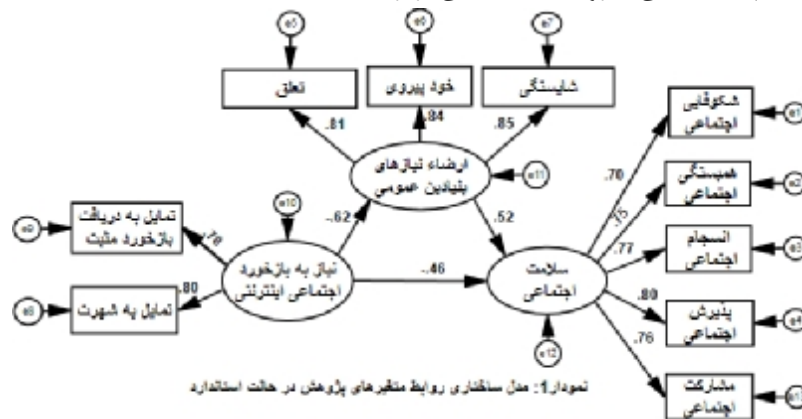 e5
e6
e7
تعلق
خود پیروی
شایستگی
شکوفایی
اجتماعی
e1
.81
.84
.85
ارضاء نیازهای
بنیادین عمومی
e11
.70
همبستگی
اجتماعی
e2
.75
e10
-.62
.52
تمایل به دریافت
بازخورد مثبت
e9
.78
انسجام
اجتماعی
e3
.77
نیاز به بازخورد
اجتماعی اینترنتی
-.46
سلامت
اجتماعی
.80
تمایل به شهرت
e8
.80
پذیرش
اجتماعی
e4
e12
.76
مشارکت
اجتماعی
نمودار1: مدل ساختاری روابط متغیرهای پژوهش در حالت استاندارد